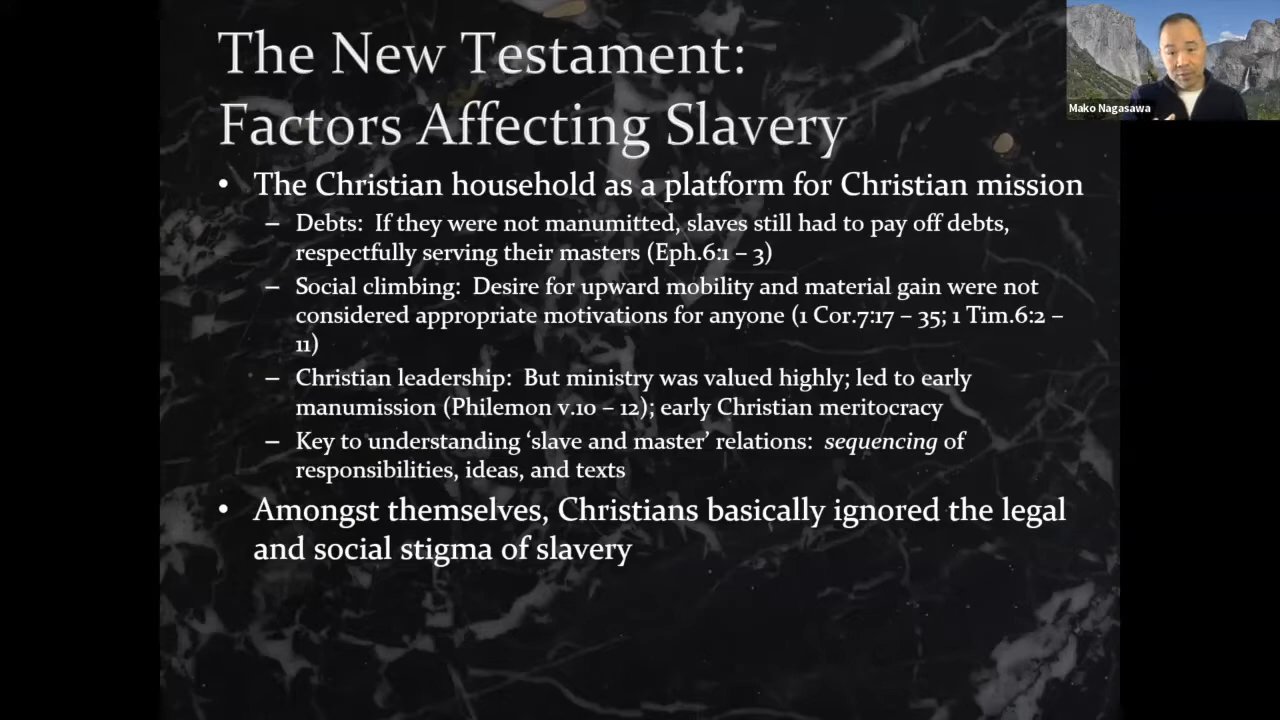 The New Testament:
Factors Affecting Slavery
• The Christian household as a platform for Christian mission
– Debts: If they were not manumitted, slaves still had to pay off debts,
respectfully serving their masters (Eph.6:1 – 3)
– Social climbing: Desire for upward mobility and material gain were not
considered appropriate motivations for anyone (1 Cor.7:17 – 35; 1 Tim.6:2 –
11)
– Christian leadership: But ministry was valued highly; led to early
manumission (Philemon v.10 – 12); early Christian meritocracy
– Key to understanding ‘slave and master’ relations: sequencing of
responsibilities, ideas, and texts
• Amongst themselves, Christians basically ignored the legal
and social stigma of slavery
Mako Nagasawa